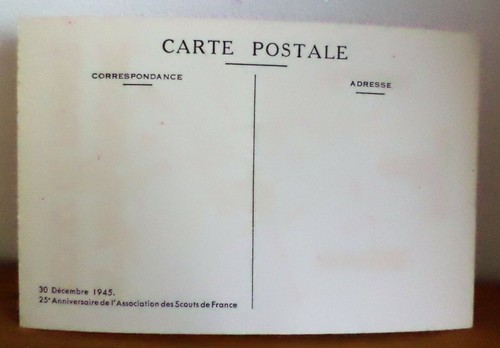 CARTE POSTALE
CORRESPONDANCE
ADRESSE
30 Décembre 1945.
25e Anniversaire de l'Association des Scouts de France